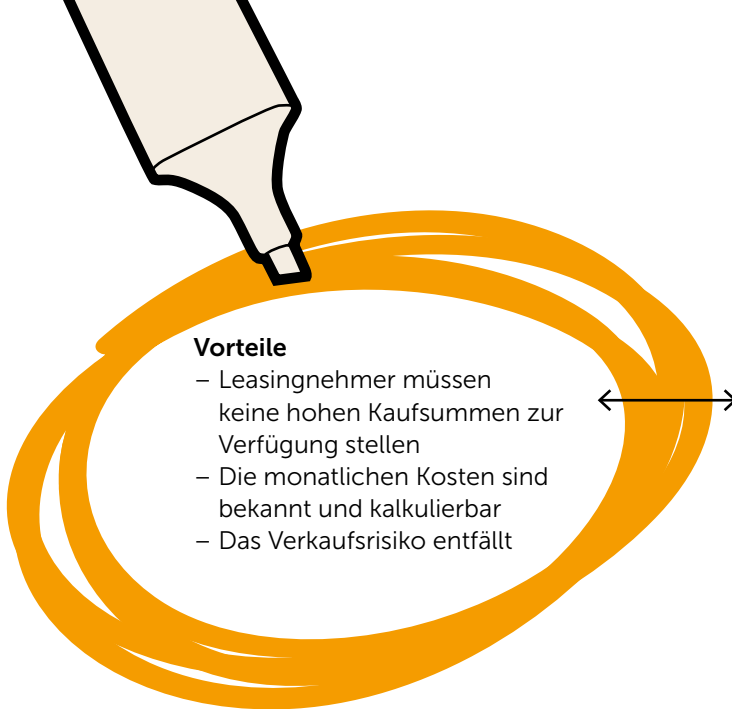 Vorteile
– Leasingnehmer müssen
keine hohen Kaufsummen zur
Verfügung stellen
– Die monatlichen Kosten sind
bekannt und kalkulierbar
– Das Verkaufsrisiko entfällt